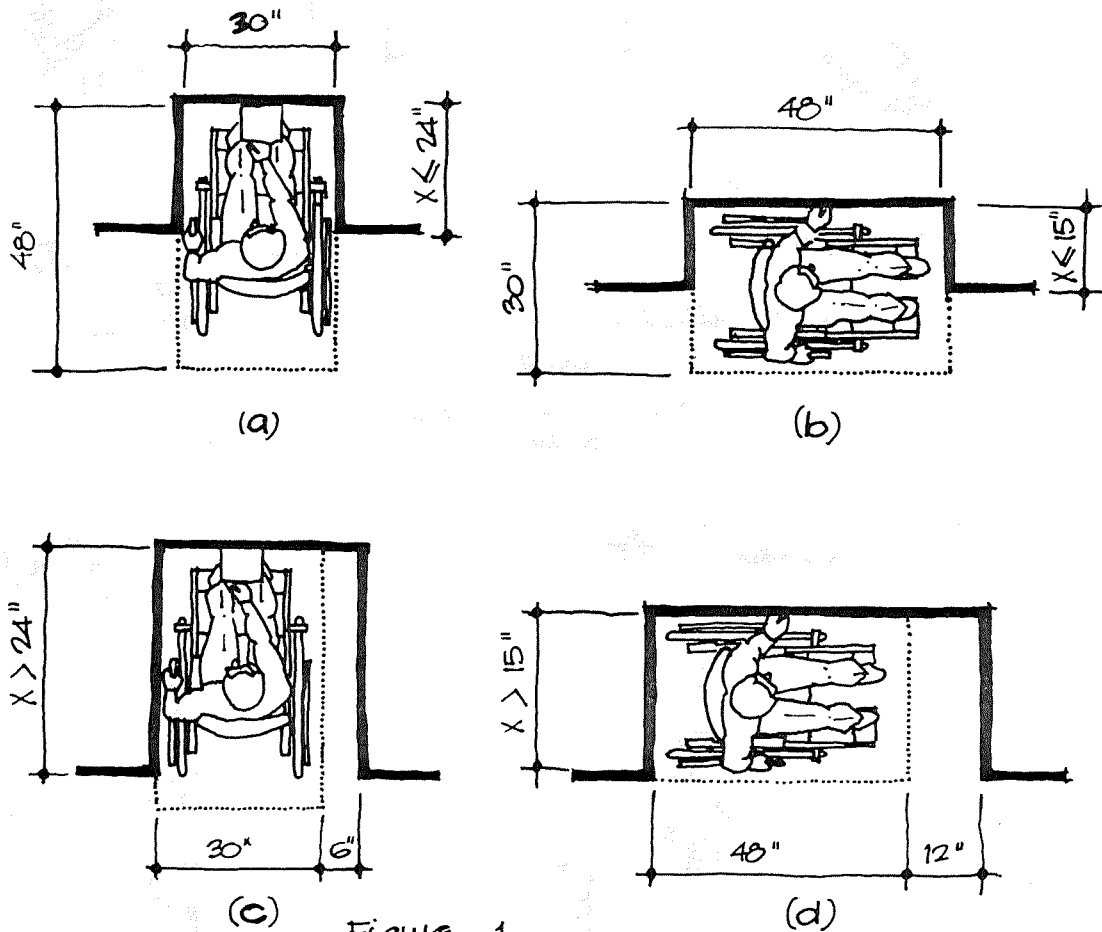 30"
48"
X ≤ 24"
(a)
48"
30"
X ≤ 15"
(b)
X > 24"
30"
6"
(c)
X > 15"
48"
12"
(d)
Figure 1